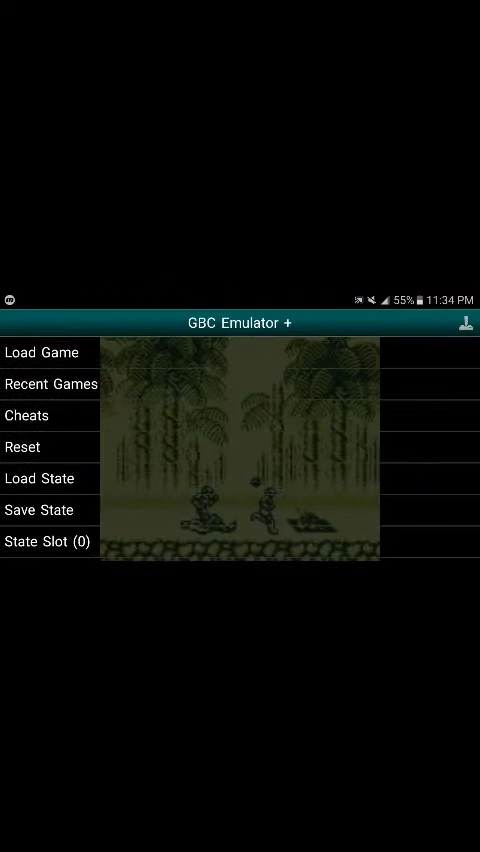 55% 11:34 PM
GBC Emulator +
Load Game
Recent Games
Cheats
Reset
Load State
Save State
State Slot (0)